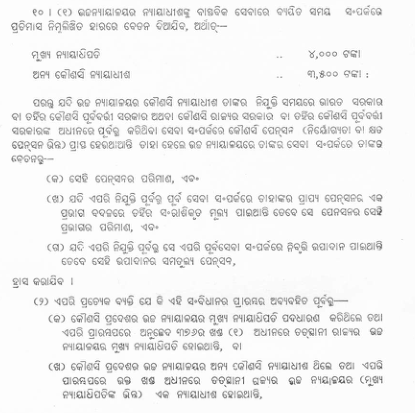 ୧୦ । (୧) ଉଚ୍ଚନ୍ୟାୟାଳୟର ନ୍ୟାୟାଧୀଶଙ୍କୁ ବାସ୍ତବିକ ସେବାରେ ବ୍ୟୟିତ ସମୟ ସଂପର୍କରେ
ପ୍ରତିମାସ ନିମ୍ନଲିଖିତ ହାରରେ ବେତନ ଦିଆଯିବ, ଅର୍ଥାତ୍—
ମୁଖ୍ୟ ନ୍ୟାୟାଧିପତି .. ୪,୦୦୦ ଟଙ୍କା
ଅନ୍ୟ କୌଣସି ନ୍ୟାୟାଧୀଶ .. ୩,୫୦୦ ଟଙ୍କା :
ପରନ୍ତୁ ଯଦି ଉଚ୍ଚ ନ୍ୟାୟାଳୟର କୌଣସି ନ୍ୟାୟାଧୀଶ ତାଙ୍କର ନିଯୁକ୍ତି ସମୟରେ ଭାରତ ସରକାର
ବା ତହିଁର କୌଣସି ପୂର୍ବବର୍ତ୍ତୀ ସରକାର ଅଥବା କୌଣସି ରାଜ୍ୟର ସରକାର ବା ତହିଁର କୌଣସି ପୂର୍ବବର୍ତ୍ତୀ
ସରକାରଙ୍କ ଅଧୀନରେ ପୂର୍ବରୁ କରିଥିବା ସେବା ସଂପର୍କରେ କୌଣସି ପେନ୍‌ସନ (ନିର୍ଯୋଗ୍ୟତା ବା କ୍ଷତ
ପେନ୍‌ସନ ଭିନ୍ନ) ପ୍ରାପ୍ତ ହେଉଥାଆନ୍ତି ତାହା ହେଲେ ଉଚ୍ଚ ନ୍ୟାୟାଳୟରେ ତାଙ୍କର ସେବା ସଂପର୍କରେ ତାଙ୍କର
ବେତନରୁ—
(କ) ସେହି ପେନ୍‌ସନର ପରିମାଣ, ଏବଂ
(ଖ) ଯଦି ଏପରି ନିଯୁକ୍ତି ପୂର୍ବରୁ ପୂର୍ବ ସେବା ସଂପର୍କରେ ତାହାଙ୍କର ପ୍ରାପ୍ୟ ପେନ୍‌ସନର ଏକ
ପ୍ରଭାଗ ବଦଳରେ ତହିଁର ସଂରାଶିକୃତ ମୂଲ୍ୟ ପାଇଥାନ୍ତି ତେବେ ସେ ପେନସନର ସେହି
ପ୍ରଭାଗର ପରିମାଣ, ଏବଂ
(ଗ) ଯଦି ଏପରି ନିଯୁକ୍ତି ପୂର୍ବରୁ ସେ ଏପରି ପୂର୍ବସେବା ସଂପର୍କରେ ନିବୃତ୍ତି ଉପାଦାନ ପାଇଥାନ୍ତି
ତେବେ ସେହି ଉପାଦାନର ସମତୁଲ୍ୟ ପେନ୍‌ସନ,
ହ୍ରାସ କରାଯିବ ।
(୨) ଏପରି ପ୍ରତ୍ୟେକ ବ୍ୟକ୍ତି ଯେ କି ଏହି ସଂବିଧାନର ପ୍ରାରମ୍ଭର ଅବ୍ୟବହିତ ପୂର୍ବରୁ—
(କ) କୌଣସି ପ୍ରଦେଶର ଉଚ୍ଚ ନ୍ୟାୟାଳୟର ମୁଖ୍ୟ ନ୍ୟାୟାଧିପତି ପଦଧାରଣ କରିଥିଲେ ତଥା
ଏପରି ପ୍ରାରମ୍ଭରେ ଅନୁଚ୍ଛେଦ ୩୭୬ର ଖଣ୍ଡ (୧) ଅଧୀନରେ ତତ୍‌ସ୍ଥାନୀ ରାଜ୍ୟର ଉଚ୍ଚ
ନ୍ୟାୟାଳୟର ମୁଖ୍ୟ ନ୍ୟାୟାଧିପତି ହୋଇଥାନ୍ତି, ବା
(ଖ) କୌଣସି ପ୍ରଦେଶର ଉଚ୍ଚ ନ୍ୟାୟାଳୟର ଅନ୍ୟ କୌଣସି ନ୍ୟାୟାଧୀଶ ଥିଲେ ତଥା ଏପରି
ପ୍ରାରମ୍ଭରେ ଉକ୍ତ ଖଣ୍ଡ ଅଧୀନରେ ତତ୍‌ସ୍ଥାନୀ ରାଜ୍ୟର ଉଚ୍ଚ ନ୍ୟାୟାଳୟର (ମୁଖ୍ୟ
ନ୍ୟାୟାଧିପତିଙ୍କ ଭିନ୍ନ) ଏକ ନ୍ୟାୟାଧୀଶ ହୋଇଥାନ୍ତି,